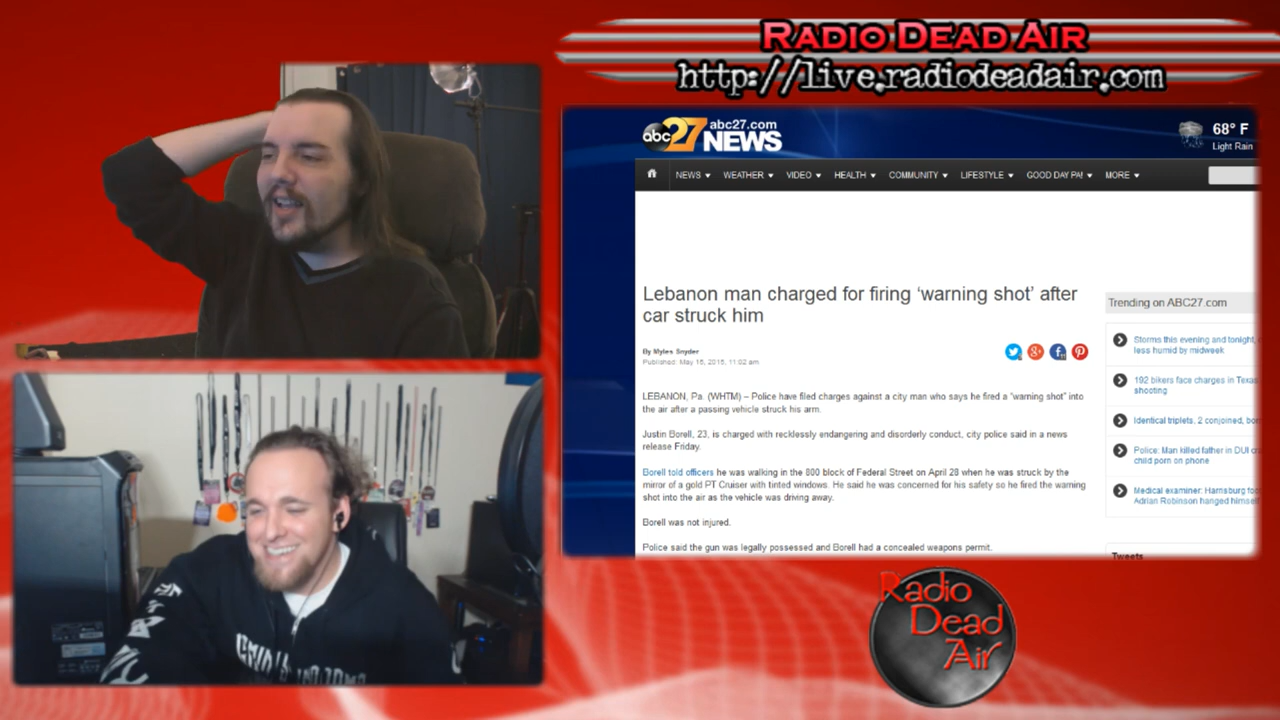 RADIO DEAD AIR
http://live.radiodeadair.com
abc27 abc27.com
NEWS
68° F
Light Rain
NEWS WEATHER VIDEO HEALTH COMMUNITY LIFESTYLE GOOD DAY PA! MORE
Lebanon man charged for firing ‘warning shot’ after
car struck him
By Myles Snyder
Published: May 16, 2015, 11:02 am
LEBANON, Pa. (WHTM) – Police have filed charges against a city man who says he fired a “warning shot” into
the air after a passing vehicle struck his arm.
Justin Borell, 23, is charged with recklessly endangering and disorderly conduct, city police said in a news
release Friday.
Borell told officers he was walking in the 800 block of Federal Street on April 28 when he was struck by the
mirror of a gold PT Cruiser with tinted windows. He said he was concerned for his safety so he fired the warning
shot into the air as the vehicle was driving away.
Borell was not injured.
Police said the gun was legally possessed and Borell had a concealed weapons permit.
Trending on ABC27.com
Storms this evening and tonight,
less humid by midweek
192 bikers face charges in Texas
shooting
Identical triplets, 2 conjoined,
Police: Man killed father in DUI
child porn on phone
Medical examiner: Harrisburg
Adrian Robinson hanged
Tweets
Radio
Dead
Air